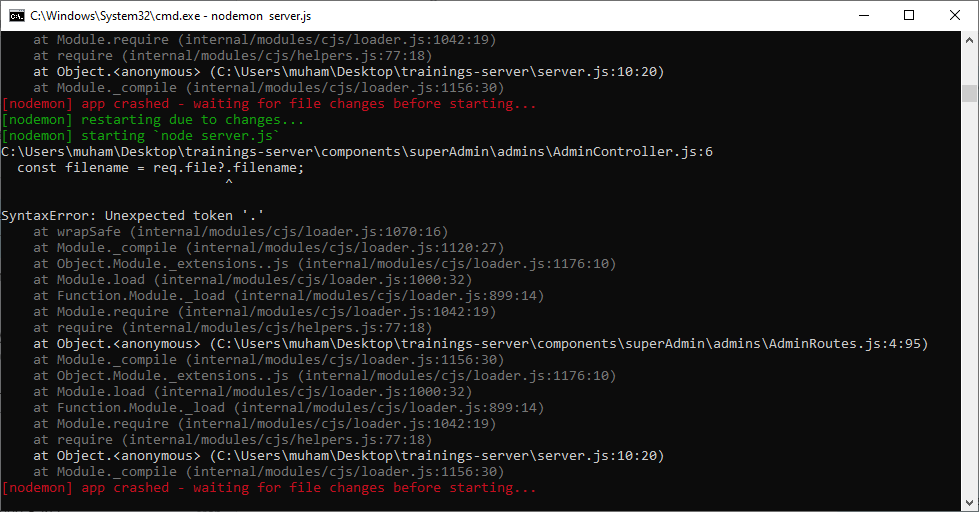 C:\Windows\System32\cmd.exe - nodemon  server.js
    at Module.require (internal/modules/cjs/loader.js:1042:19)
    at require (internal/modules/cjs/helpers.js:77:18)
    at Object.<anonymous> (C:\Users\muham\Desktop\trainings-server\server.js:10:20)
    at Module._compile (internal/modules/cjs/loader.js:1156:30)
[nodemon] app crashed - waiting for file changes before starting...
[nodemon] restarting due to changes...
[nodemon] starting `node server.js`
C:\Users\muham\Desktop\trainings-server\components\superAdmin\admins\AdminController.js:6
  const filename = req.file?.filename;
                            ^
SyntaxError: Unexpected token '.'
    at wrapSafe (internal/modules/cjs/loader.js:1070:16)
    at Module._compile (internal/modules/cjs/loader.js:1120:27)
    at Object.Module._extensions..js (internal/modules/cjs/loader.js:1176:10)
    at Module.load (internal/modules/cjs/loader.js:1000:32)
    at Function.Module._load (internal/modules/cjs/loader.js:899:14)
    at Module.require (internal/modules/cjs/loader.js:1042:19)
    at require (internal/modules/cjs/helpers.js:77:18)
    at Object.<anonymous> (C:\Users\muham\Desktop\trainings-server\components\superAdmin\admins\AdminRoutes.js:4:95)
    at Module._compile (internal/modules/cjs/loader.js:1156:30)
    at Object.Module._extensions..js (internal/modules/cjs/loader.js:1176:10)
    at Module.load (internal/modules/cjs/loader.js:1000:32)
    at Function.Module._load (internal/modules/cjs/loader.js:899:14)
    at Module.require (internal/modules/cjs/loader.js:1042:19)
    at require (internal/modules/cjs/helpers.js:77:18)
    at Object.<anonymous> (C:\Users\muham\Desktop\trainings-server\server.js:10:20)
    at Module._compile (internal/modules/cjs/loader.js:1156:30)
[nodemon] app crashed - waiting for file changes before starting...